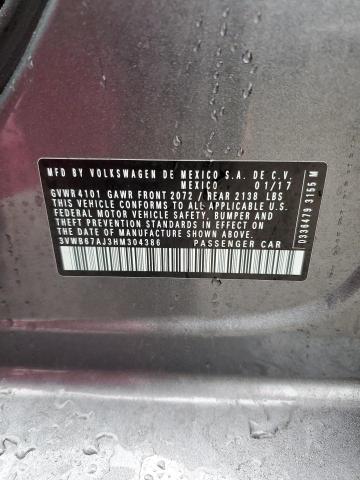 MFD BY VOLKSWAGEN DE MEXICO S.A. DE C.V.
MEXICO 01/17
GVWR 4101 GAWR FRONT 2072 / REAR 2138 LBS
THIS VEHICLE CONFORMS TO ALL APPLICABLE U.S.
FEDERAL MOTOR VEHICLE SAFETY, BUMPER AND
THEFT PREVENTION STANDARDS IN EFFECT ON THE
DATE OF MANUFACTURE SHOWN ABOVE.
3VWB67AJ3HM304386 PASSENGER CAR
0336479 3155 M